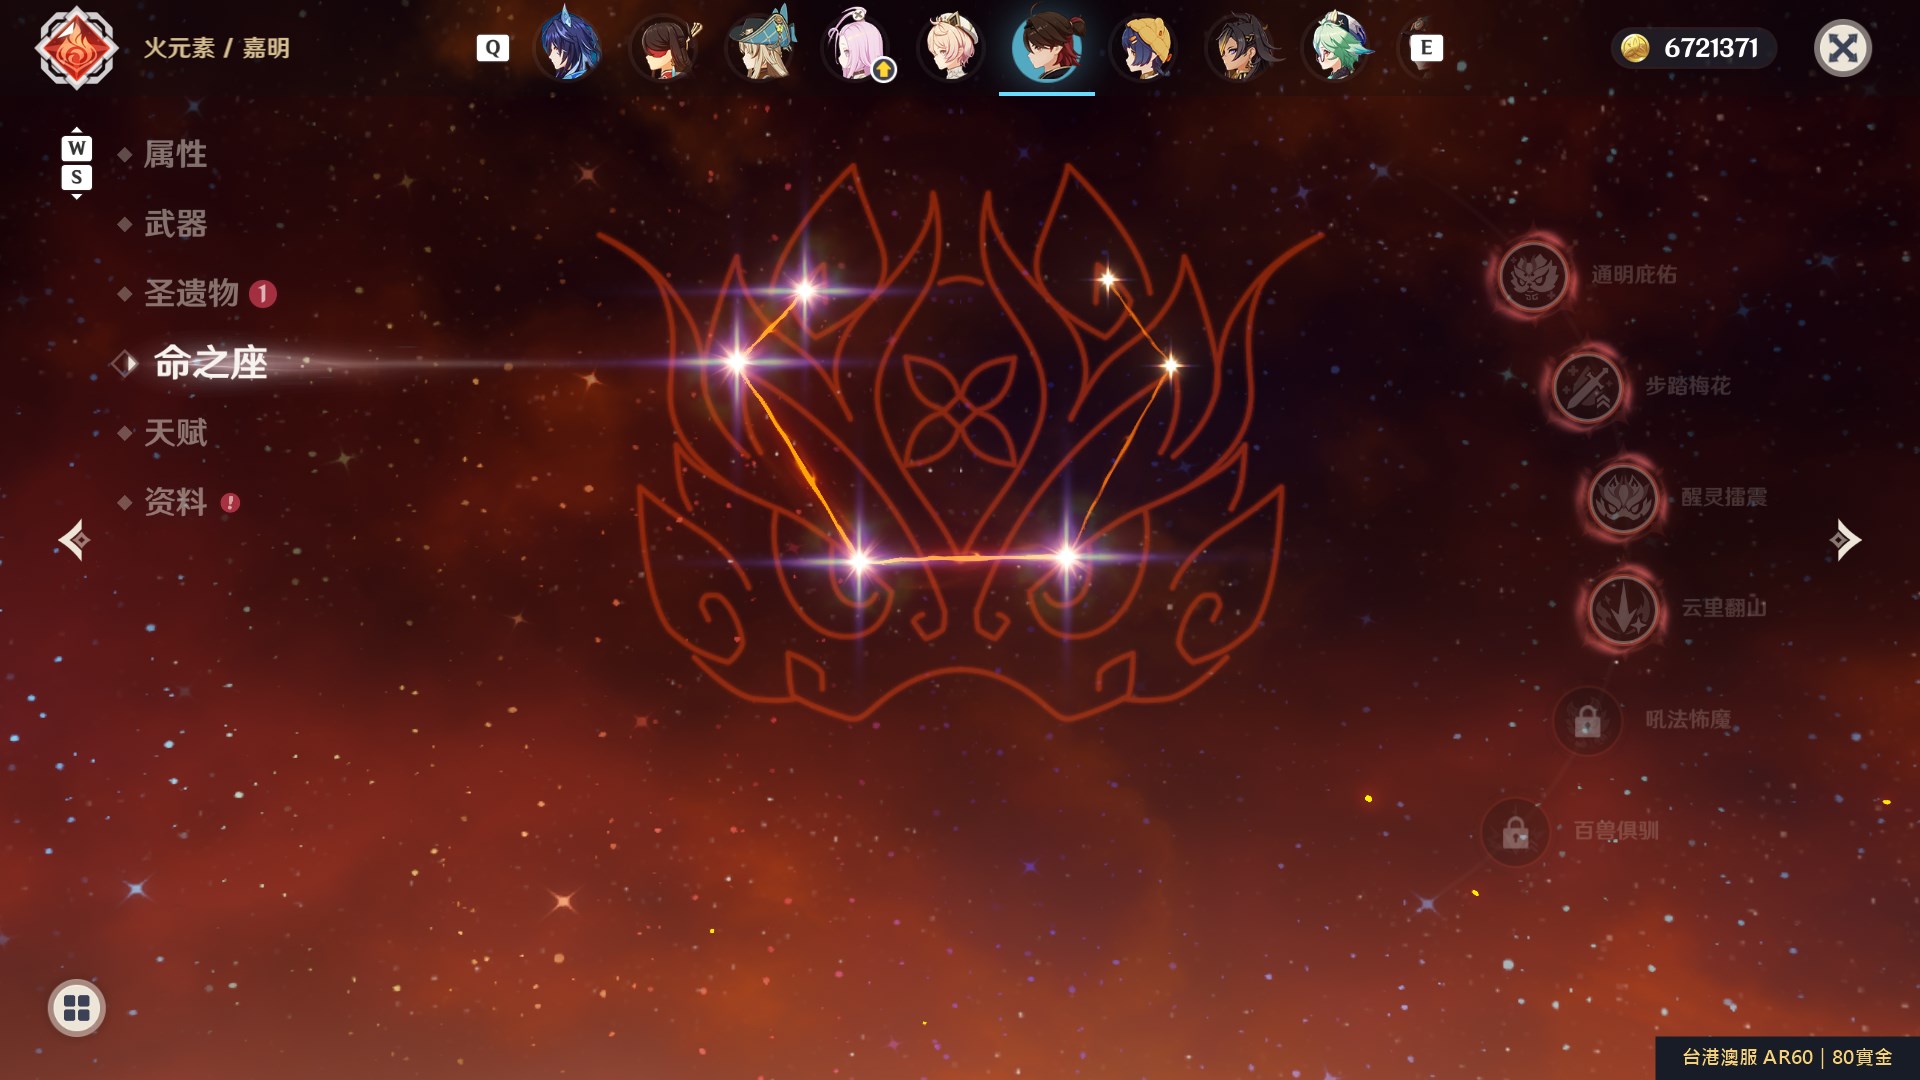 火元素 / 嘉明
Q
E
6721371
W
S
属性
武器
圣遗物 1
命之座
天赋
资料 !
通明庇佑
步踏梅花
醒灵擂震
云里翻山
吼法怖魔
百兽俱驯
台港澳服 AR60 | 80實金